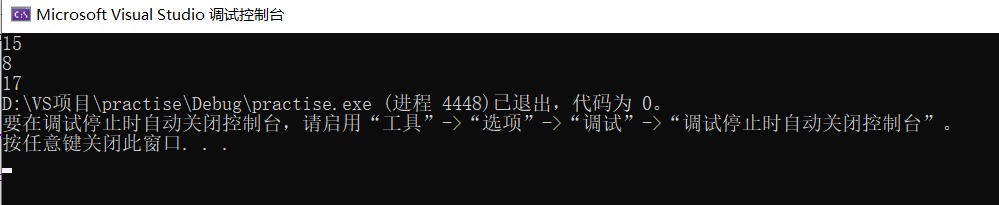 Microsoft Visual Studio 调试控制台
15
8
17
D:\VS项目\practise\Debug\practise.exe (进程 4448)已退出，代码为 0。
要在调试停止时自动关闭控制台，请启用“工具”->“选项”->“调试”->“调试停止时自动关闭控制台”。
按任意键关闭此窗口. . .